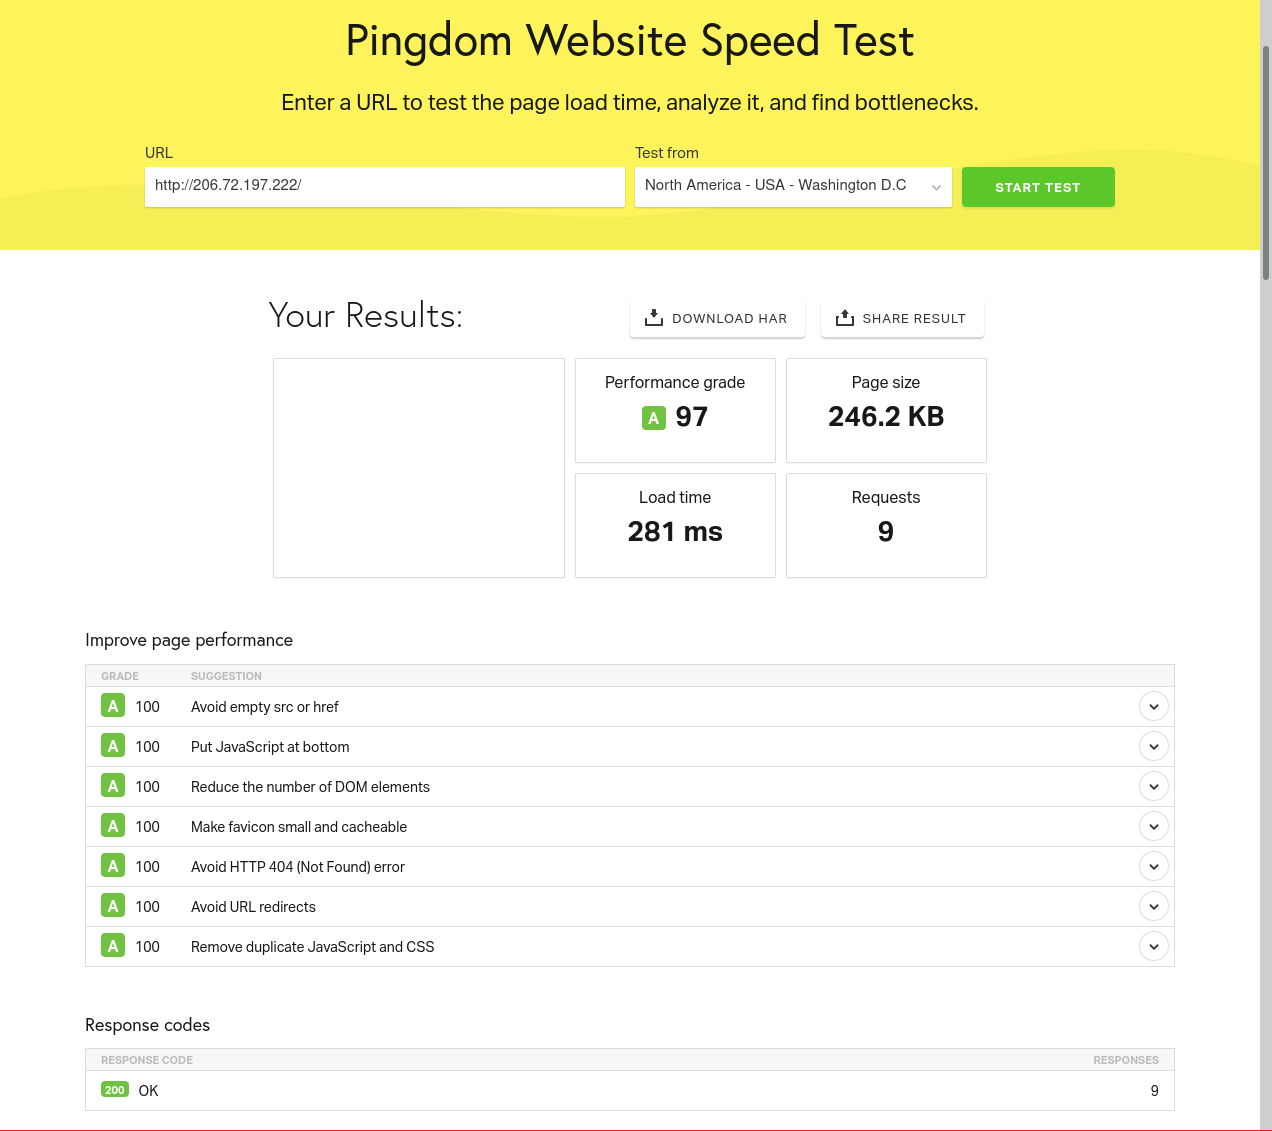 Pingdom Website Speed Test
Enter a URL to test the page load time, analyze it, and find bottlenecks.
URL
Test from
http://206.72.197.222/
North America - USA - Washington D.C
START TEST
Your Results:
DOWNLOAD HAR
SHARE RESULT
Performance grade
A 97
Page size
246.2 KB
Load time
281 ms
Requests
9
Improve page performance
GRADE SUGGESTION
A 100 Avoid empty src or href
A 100 Put JavaScript at bottom
A 100 Reduce the number of DOM elements
A 100 Make favicon small and cacheable
A 100 Avoid HTTP 404 (Not Found) error
A 100 Avoid URL redirects
A 100 Remove duplicate JavaScript and CSS
Response codes
RESPONSE CODE RESPONSES
200 OK 9